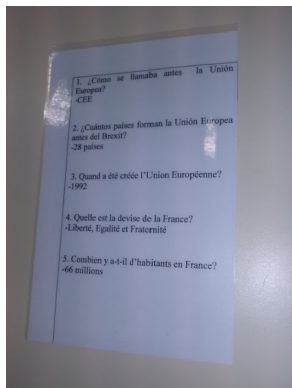 1. ¿Cómo se llamaba antes la Unión
Europea?
-CEE
2. ¿Cuántos países forman la Unión Europea
antes del Brexit?
-28 países
3. Quand a été créée l'Union Européenne?
-1992
4. Quelle est la devise de la France?
-Liberté, Egalité et Fraternité
5. Combien y a-t-il d'habitants en France?
-66 millions